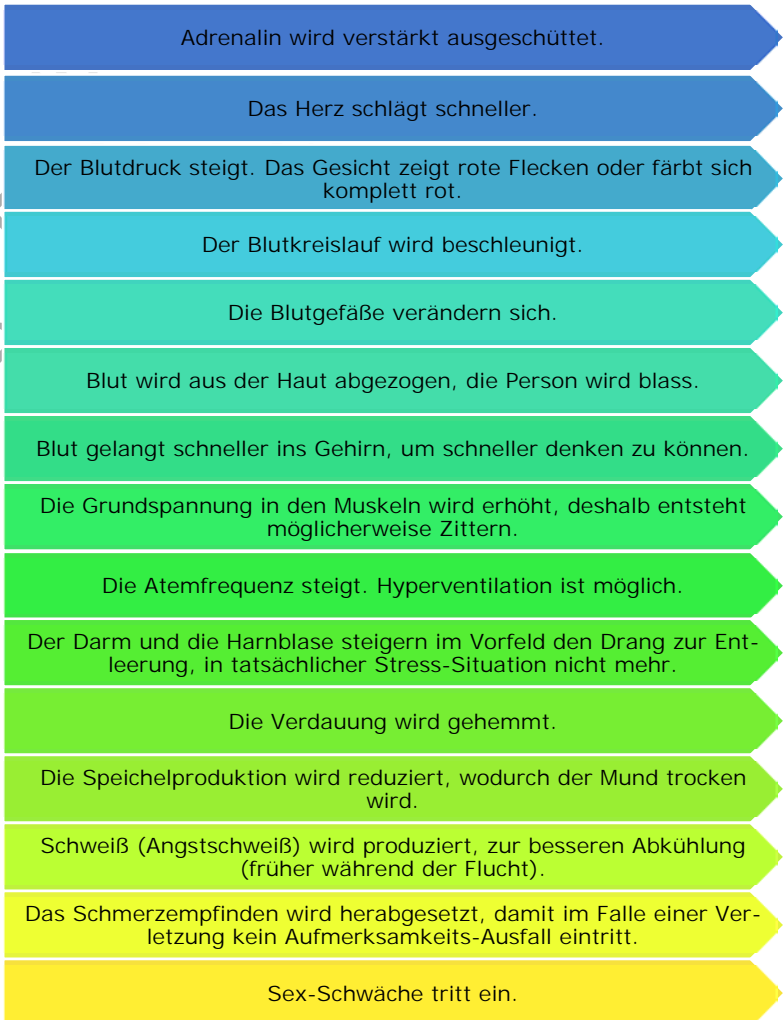 Adrenalin wird verstärkt ausgeschüttet.
Das Herz schlägt schneller.
Der Blutdruck steigt. Das Gesicht zeigt rote Flecken oder färbt sich
komplett rot.
Der Blutkreislauf wird beschleunigt.
Die Blutgefäße verändern sich.
Blut wird aus der Haut abgezogen, die Person wird blass.
Blut gelangt schneller ins Gehirn, um schneller denken zu können.
Die Grundspannung in den Muskeln wird erhöht, deshalb entsteht
möglicherweise Zittern.
Die Atemfrequenz steigt. Hyperventilation ist möglich.
Der Darm und die Harnblase steigern im Vorfeld den Drang zur Ent-
leerung, in tatsächlicher Stress-Situation nicht mehr.
Die Verdauung wird gehemmt.
Die Speichelproduktion wird reduziert, wodurch der Mund trocken
wird.
Schweiß (Angstschweiß) wird produziert, zur besseren Abkühlung
(früher während der Flucht).
Das Schmerzempfinden wird herabgesetzt, damit im Falle einer Ver-
letzung kein Aufmerksamkeits-Ausfall eintritt.
Sex-Schwäche tritt ein.